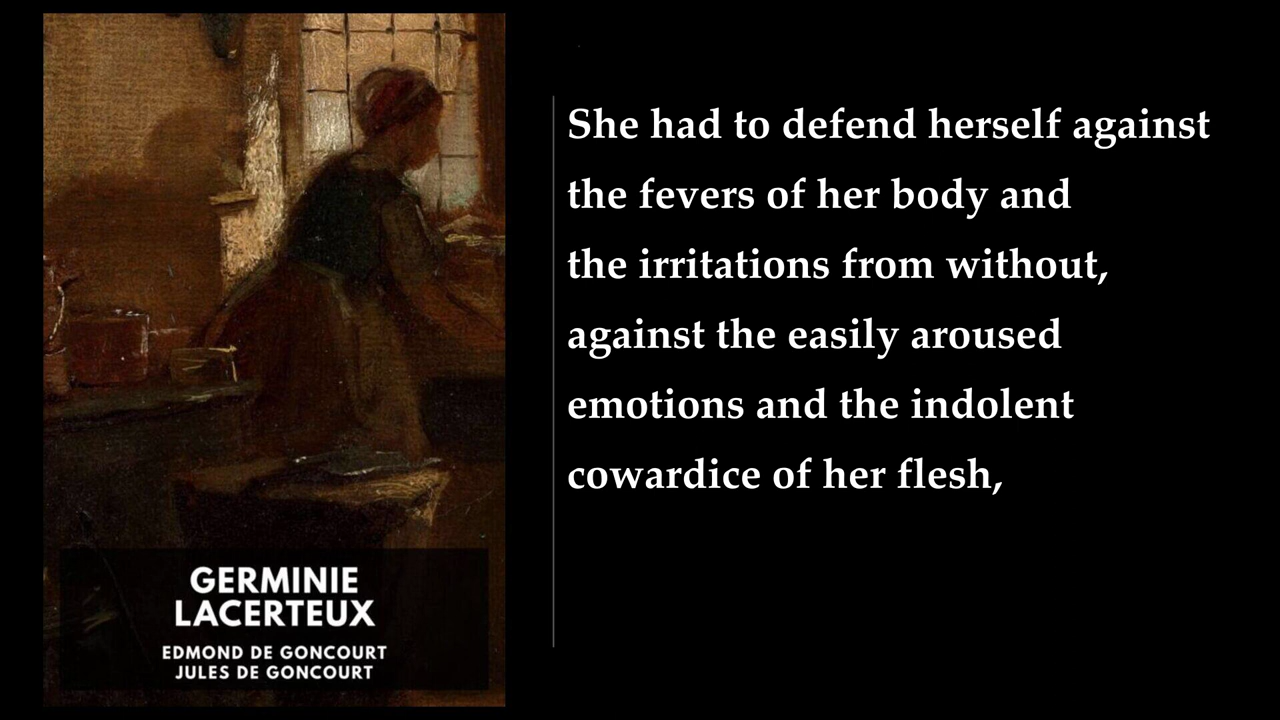 She had to defend herself against
the fevers of her body and
the irritations from without,
against the easily aroused
emotions and the indolent
cowardice of her flesh,
GERMINIE
LACERTEUX
EDMOND DE GONCOURT
JULES DE GONCOURT